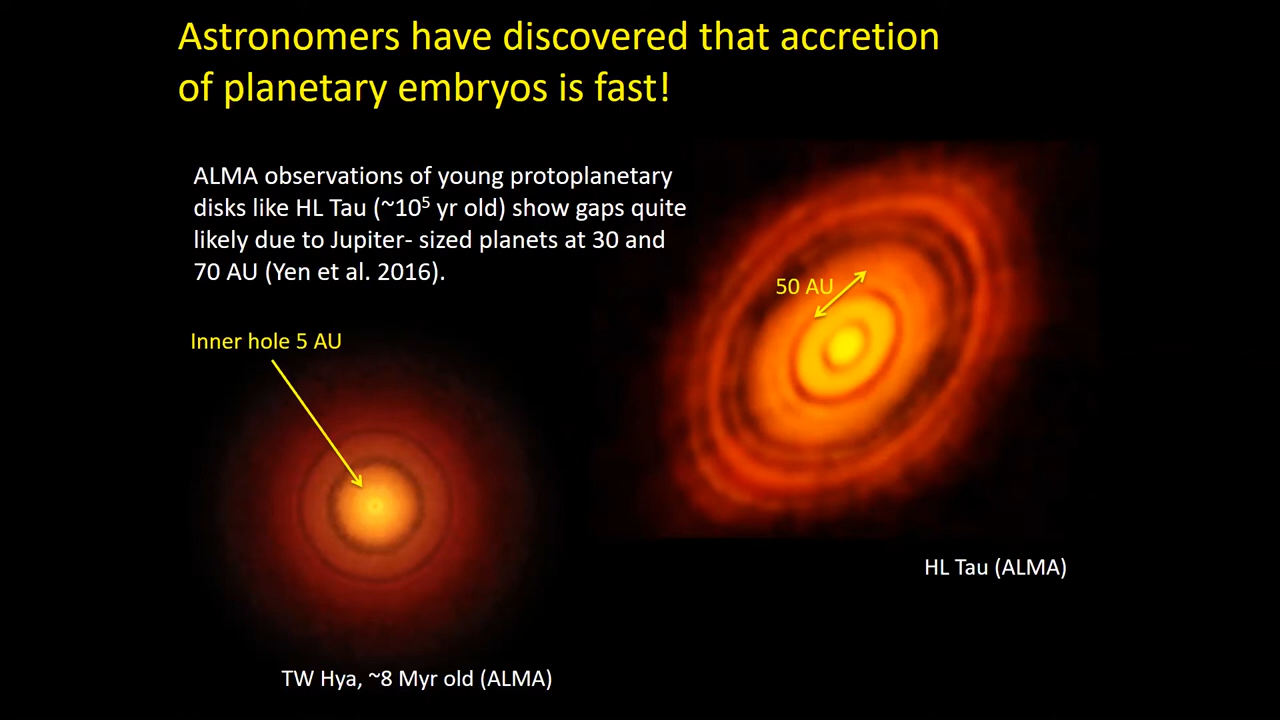 Astronomers have discovered that accretion
of planetary embryos is fast!
ALMA observations of young protoplanetary
disks like HL Tau (~10⁵ yr old) show gaps quite
likely due to Jupiter- sized planets at 30 and
70 AU (Yen et al. 2016).
50 AU
Inner hole 5 AU
HL Tau (ALMA)
TW Hya, ~8 Myr old (ALMA)